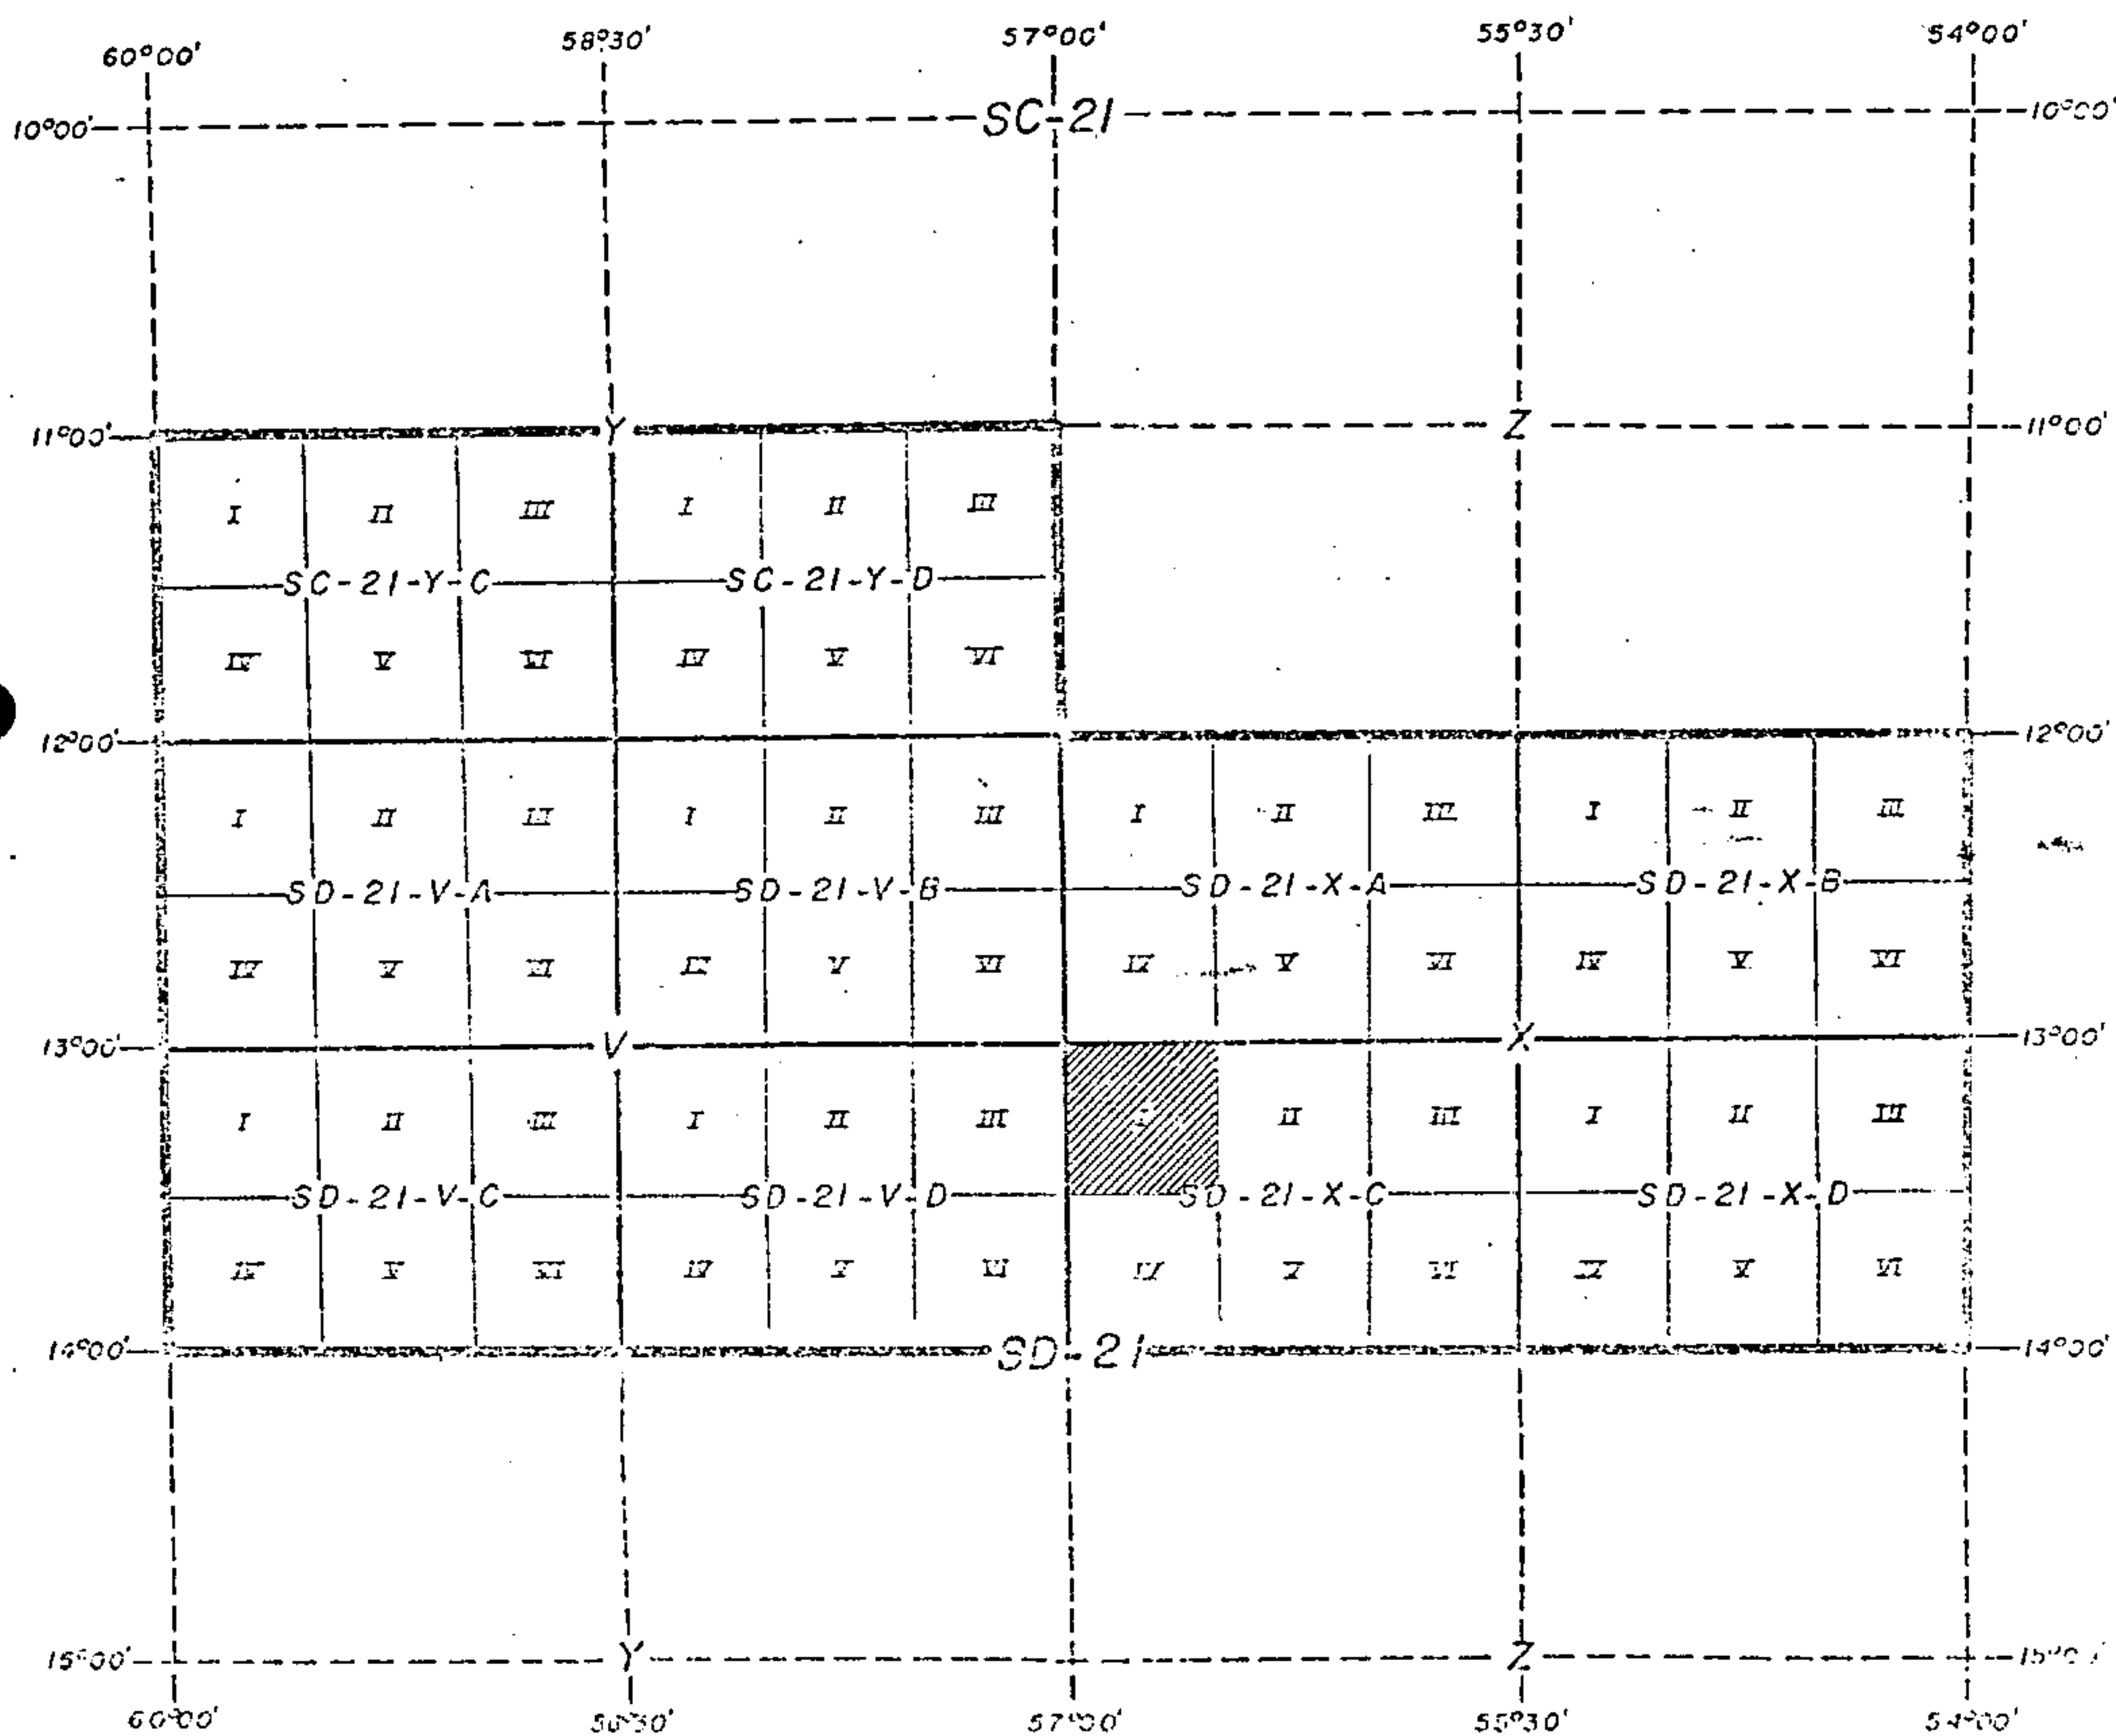 60°00' 58°30' 57°00' 55°30' 54°00'
10°00' SC-21 10°00'
11°00' Y Z 11°00'
I II III I II III
SC-21-Y-C SC-21-Y-D
IV V VI IV V VI
12°00' 12°00'
I II III I II III I II III I II III
SD-21-V-A SD-21-V-B SD-21-X-A SD-21-X-B
IV V VI IV V VI IV V VI IV V VI
13°00' V X 13°00'
I II III I II III II III I II III
SD-21-V-C SD-21-V-D SD-21-X-C SD-21-X-D
IV V VI IV V VI IV V VI IV V VI
14°00' SD-21 14°00'
15°00' Y Z 15°00'
60°00' 58°30' 57°00' 55°30' 54°00'